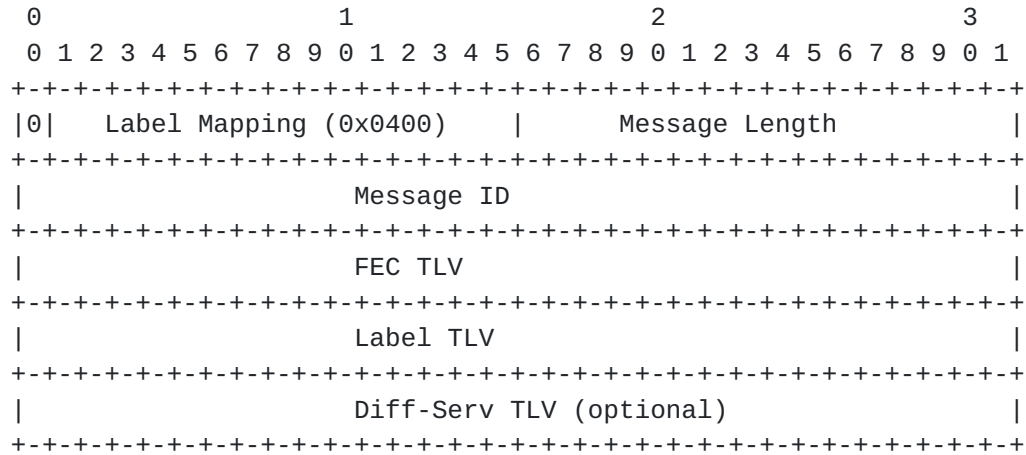 0                   1                   2                   3
 0 1 2 3 4 5 6 7 8 9 0 1 2 3 4 5 6 7 8 9 0 1 2 3 4 5 6 7 8 9 0 1
+-+-+-+-+-+-+-+-+-+-+-+-+-+-+-+-+-+-+-+-+-+-+-+-+-+-+-+-+-+-+-+-+
|0|   Label Mapping (0x0400)    |      Message Length           |
+-+-+-+-+-+-+-+-+-+-+-+-+-+-+-+-+-+-+-+-+-+-+-+-+-+-+-+-+-+-+-+-+
|                     Message ID                                |
+-+-+-+-+-+-+-+-+-+-+-+-+-+-+-+-+-+-+-+-+-+-+-+-+-+-+-+-+-+-+-+-+
|                     FEC TLV                                   |
+-+-+-+-+-+-+-+-+-+-+-+-+-+-+-+-+-+-+-+-+-+-+-+-+-+-+-+-+-+-+-+-+
|                     Label TLV                                 |
+-+-+-+-+-+-+-+-+-+-+-+-+-+-+-+-+-+-+-+-+-+-+-+-+-+-+-+-+-+-+-+-+
|                     Diff-Serv TLV (optional)                  |
+-+-+-+-+-+-+-+-+-+-+-+-+-+-+-+-+-+-+-+-+-+-+-+-+-+-+-+-+-+-+-+-+